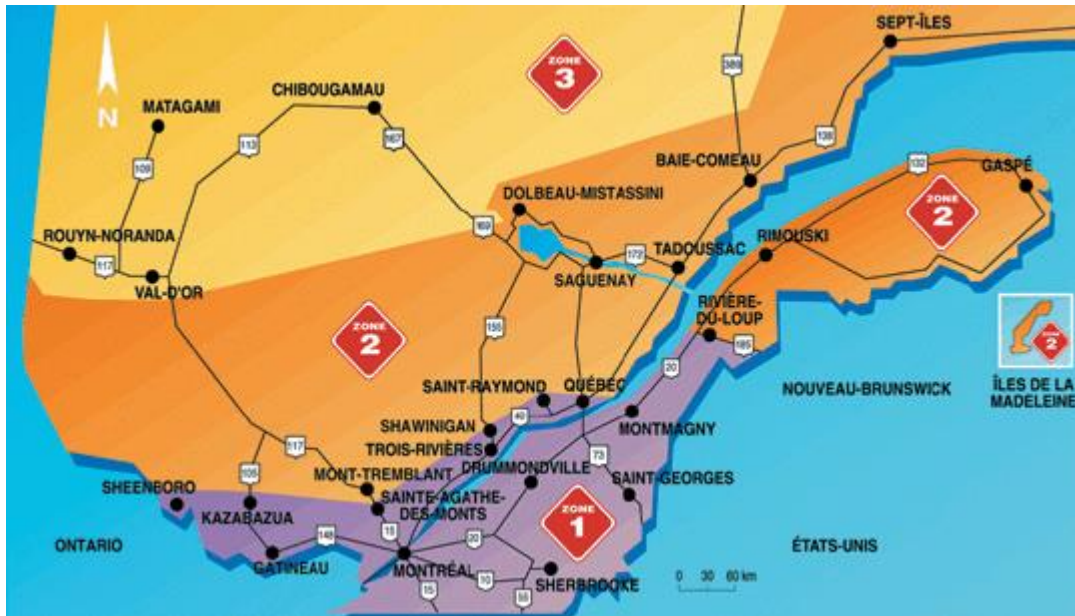 SEPT-ÎLES
ZONE
3
389
N
MATAGAMI
CHIBOUGAMAU
113
167
109
138
BAIE-COMEAU
132
GASPÉ
DOLBEAU-MISTASSINI
ZONE
2
ROUYN-NORANDA
117
169
TADOUSSAC
172
RIMOUSKI
VAL-D'OR
SAGUENAY
RIVIÈRE-
DU-LOUP
ZONE
2
155
185
ZONE
2
20
SAINT-RAYMOND
QUÉBEC
NOUVEAU-BRUNSWICK
ÎLES DE LA
MADELEINE
40
SHAWINIGAN
MONTMAGNY
TROIS-RIVIÈRES
117
73
105
MONT-TREMBLANT
DRUMMONDVILLE
SAINT-GEORGES
SHEENBORO
SAINTE-AGATHE-
DES-MONTS
KAZABAZUA
ZONE
1
15
148
20
ONTARIO
ÉTATS-UNIS
GATINEAU
MONTRÉAL
SHERBROOKE
0 30 60 km
15
10
55